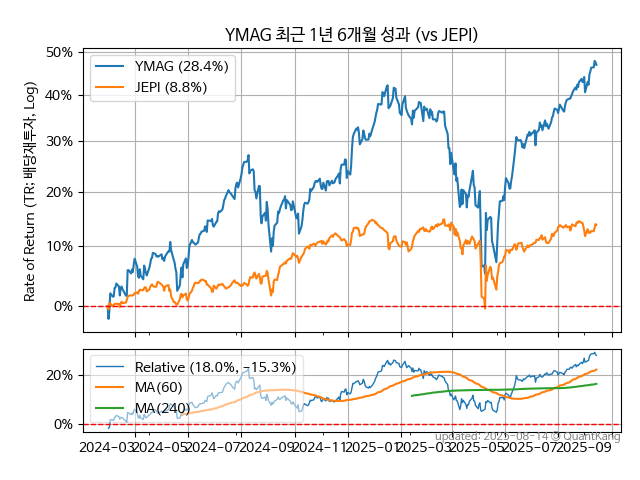 YMAG 최근 1년 6개월 성과 (vs JEPI)
50%
40%
30%
20%
10%
0%
Rate of Return (TR: 배당재투자, Log)
YMAG (28.4%)
JEPI (8.8%)
20%
0%
Relative (18.0%, -15.3%)
MA(60)
MA(240)
2024-03 2024-05 2024-07 2024-09 2024-11 2025-01 2025-03 2025-05 2025-07 2025-09
updated: 2025-08-14 @ QuantKang